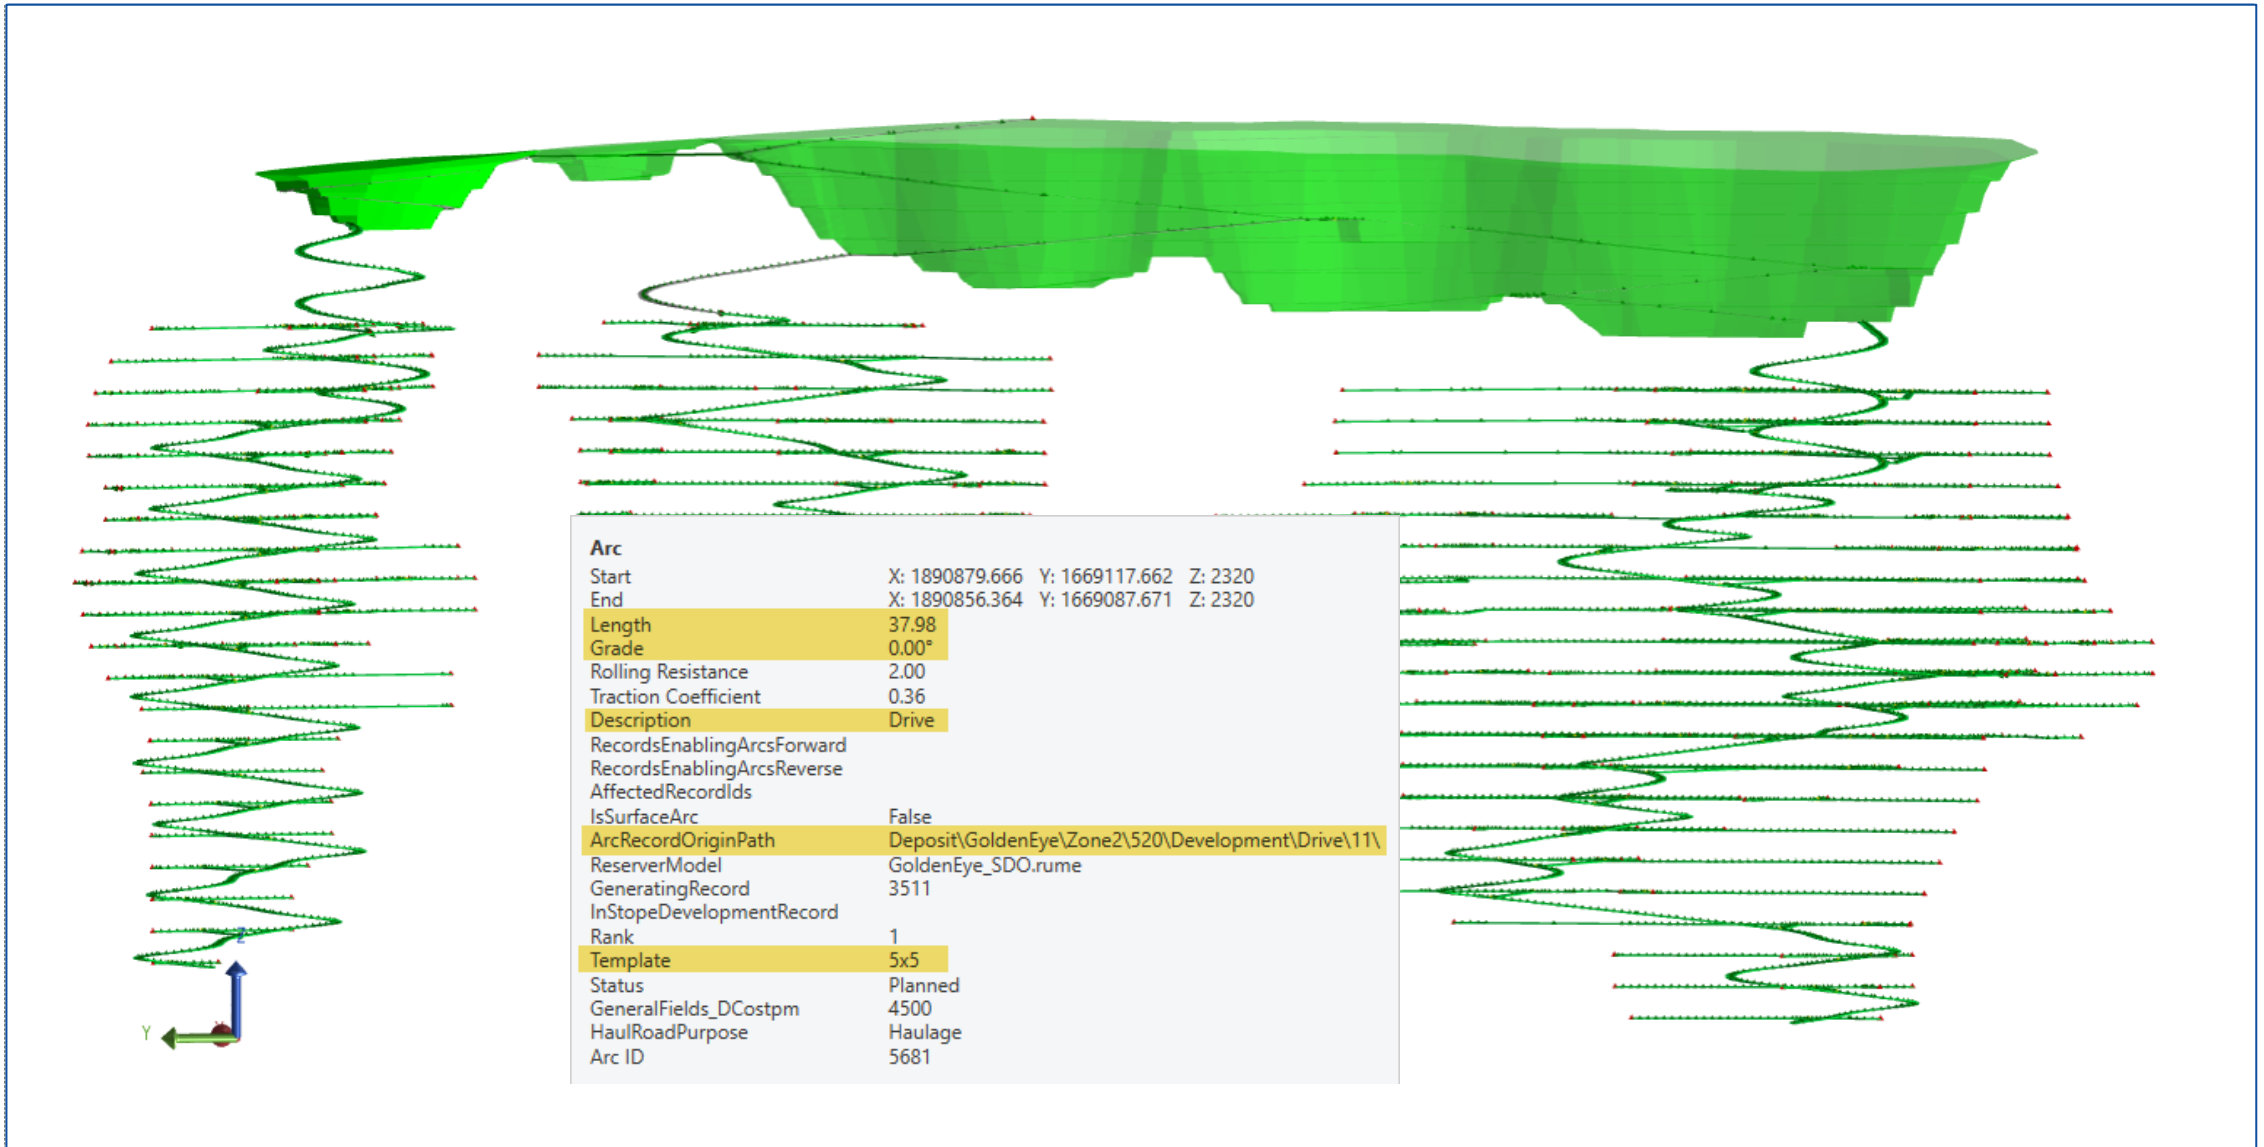 Arc
Start X: 1890879.666 Y: 1669117.662 Z: 2320
End X: 1890856.364 Y: 1669087.671 Z: 2320
Length 37.98
Grade 0.00°
Rolling Resistance 2.00
Traction Coefficient 0.36
Description Drive
RecordsEnablingArcsForward
RecordsEnablingArcsReverse
AffectedRecordIds
IsSurfaceArc False
ArcRecordOriginPath Deposit\GoldenEye\Zone2\520\Development\Drive\11\
ReserverModel GoldenEye_SDO.rume
GeneratingRecord 3511
InStopeDevelopmentRecord
Rank 1
Template 5x5
Status Planned
GeneralFields_DCostpm 4500
HaulRoadPurpose Haulage
Arc ID 5681
Z
Y